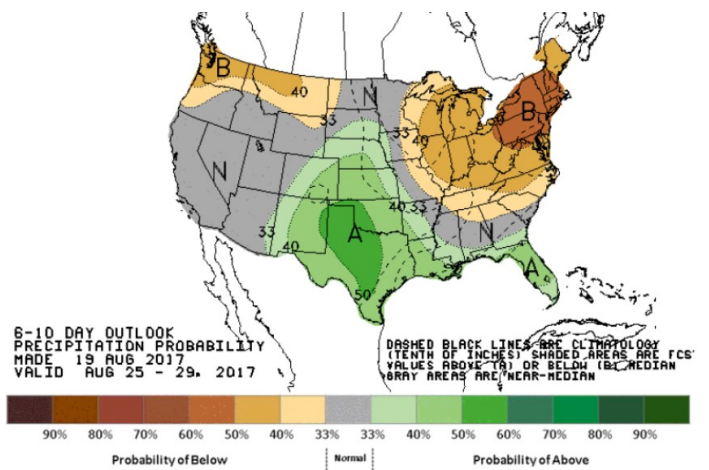 B
40
33
N
33
40
B
N
33
40
A
50
40 33
N
A
6-10 DAY OUTLOOK
PRECIPITATION PROBABILITY
MADE 19 AUG 2017
VALID AUG 25 - 29, 2017
DASHED BLACK LINES ARE CLIMATOLOGY
(TENTH OF INCHES) SHADED AREAS ARE FCS
VALUES ABOVE (A) OR BELOW (B) MEDIAN
GRAY AREAS ARE NEAR-MEDIAN
90% 80% 70% 60% 50% 40% 33% 33% 40% 50% 60% 70% 80% 90%
Probability of Below Normal Probability of Above